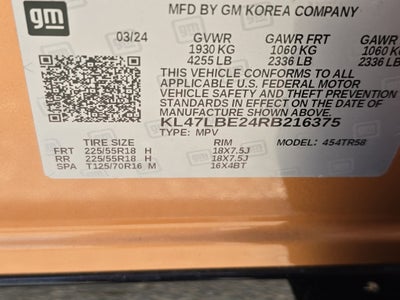 gm
MFD BY GM KOREA COMPANY
03/24 GVWR GAWR FRT GAWR
1930 KG 1060 KG 1060 KG
4255 LB 2336 LB 2336 LB
THIS VEHICLE CONFORMS TO ALL
APPLICABLE U.S. FEDERAL MOTOR
VEHICLE SAFETY AND THEFT PREVENTION
STANDARDS IN EFFECT ON THE DATE OF
MANUFACTURE SHOWN ABOVE.
KL47LBE24RB216375
TYPE: MPV
TIRE SIZE RIM MODEL: 4S4TR58
FRT 225/55R18 H 18X7.5J
RR 225/55R18 H 18X7.5J
SPA T125/70R16 M 16X4BT